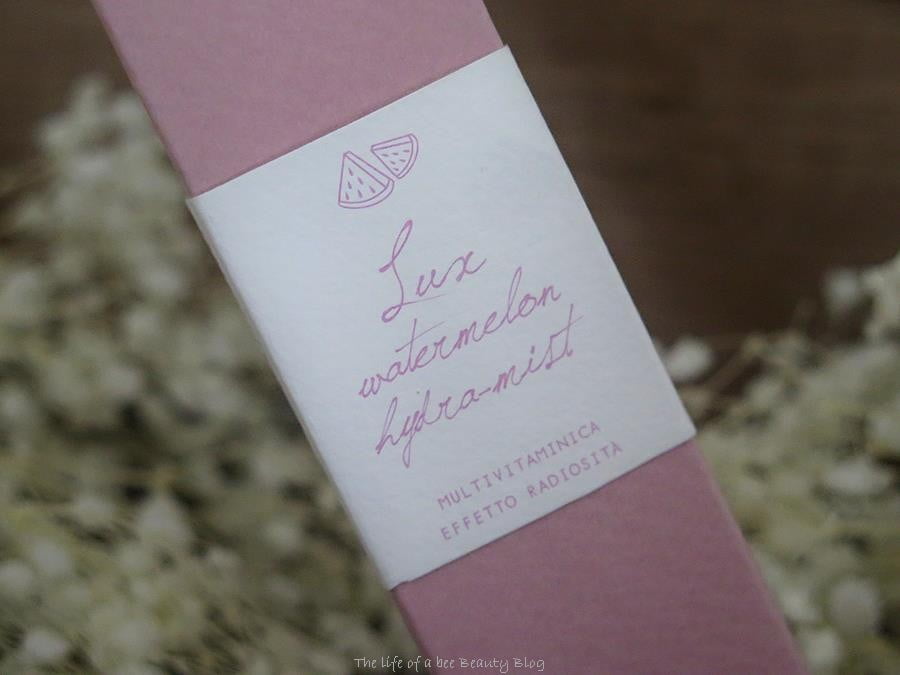 Lux
watermelon
hydra-mist
MULTIVITAMINICA
EFFETTO RADIOSITÀ
The life of a bee Beauty Blog